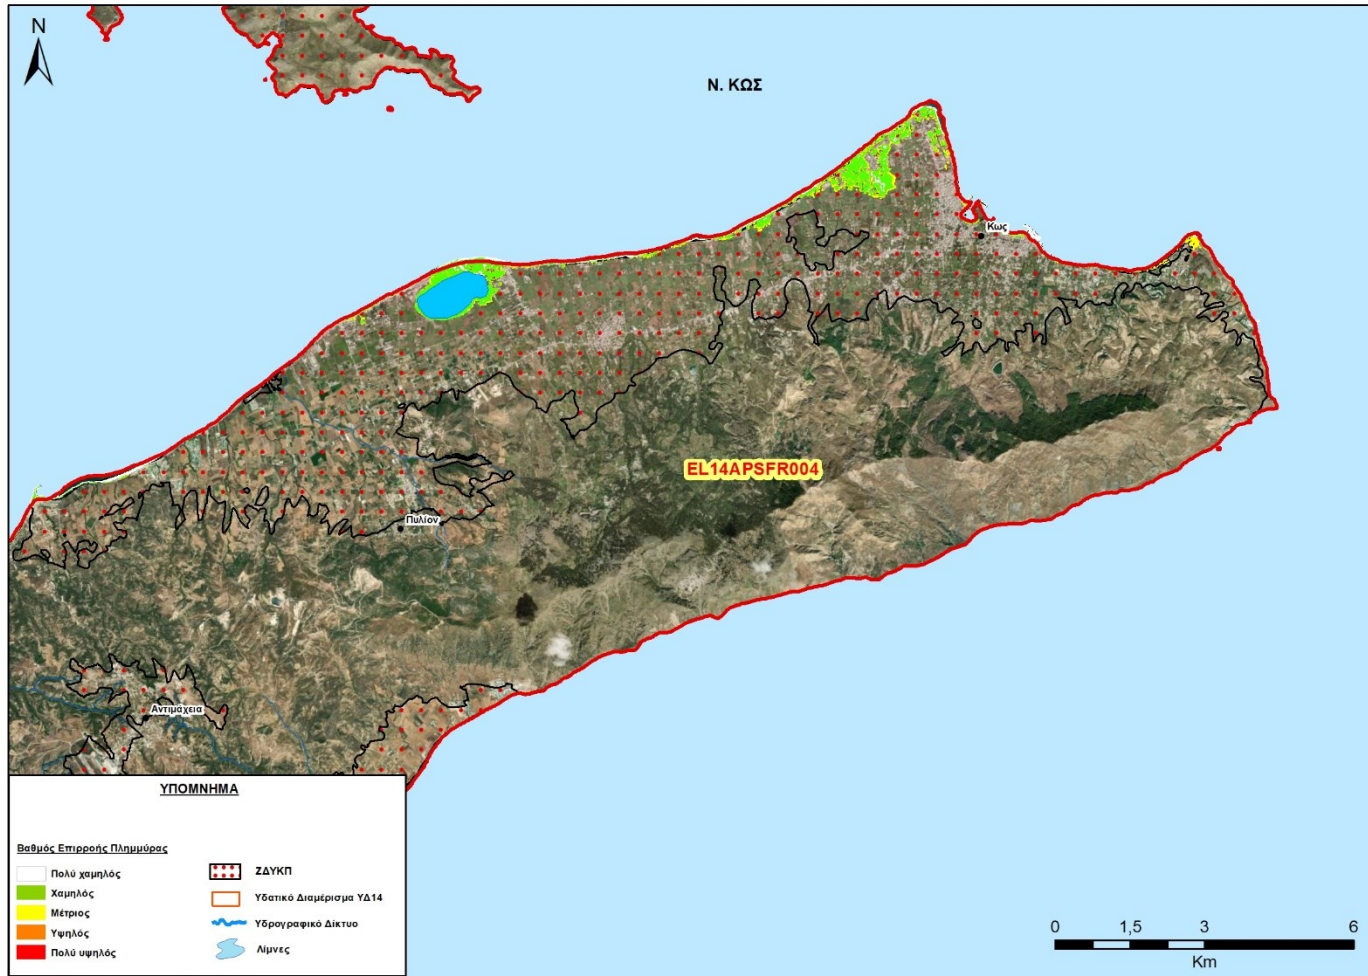 N
Ν. ΚΩΣ
Κως
EL14APSFR004
Πυλίον
Αντιμάχεια
ΥΠΟΜΝΗΜΑ
Βαθμός Επιρροής Πλημμύρας
Πολύ χαμηλός
Χαμηλός
Μέτριος
Υψηλός
Πολύ υψηλός
ΖΔΥΚΠ
Υδατικό Διαμέρισμα ΥΔ14
Υδρογραφικό Δίκτυο
Λίμνες
0 1,5 3 6
Km